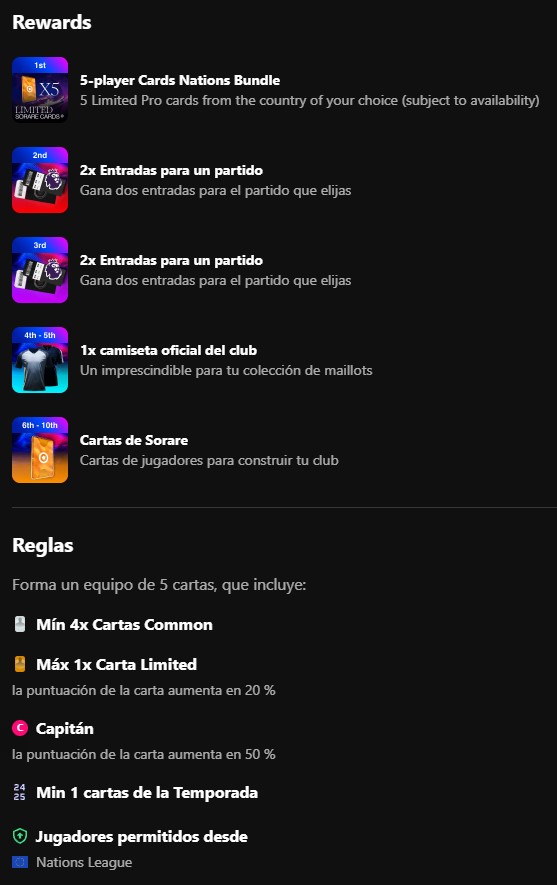 Rewards
1st
X5
LIMITED
SORARE CARDS*
5-player Cards Nations Bundle
5 Limited Pro cards from the country of your choice (subject to availability)
2nd
2x Entradas para un partido
Gana dos entradas para el partido que elijas
3rd
2x Entradas para un partido
Gana dos entradas para el partido que elijas
4th - 5th
1x camiseta oficial del club
Un imprescindible para tu colección de maillots
6th - 10th
Cartas de Sorare
Cartas de jugadores para construir tu club
Reglas
Forma un equipo de 5 cartas, que incluye:
Mín 4x Cartas Common
Máx 1x Carta Limited
la puntuación de la carta aumenta en 20 %
C Capitán
la puntuación de la carta aumenta en 50 %
24
25
Min 1 cartas de la Temporada
Jugadores permitidos desde
Nations League